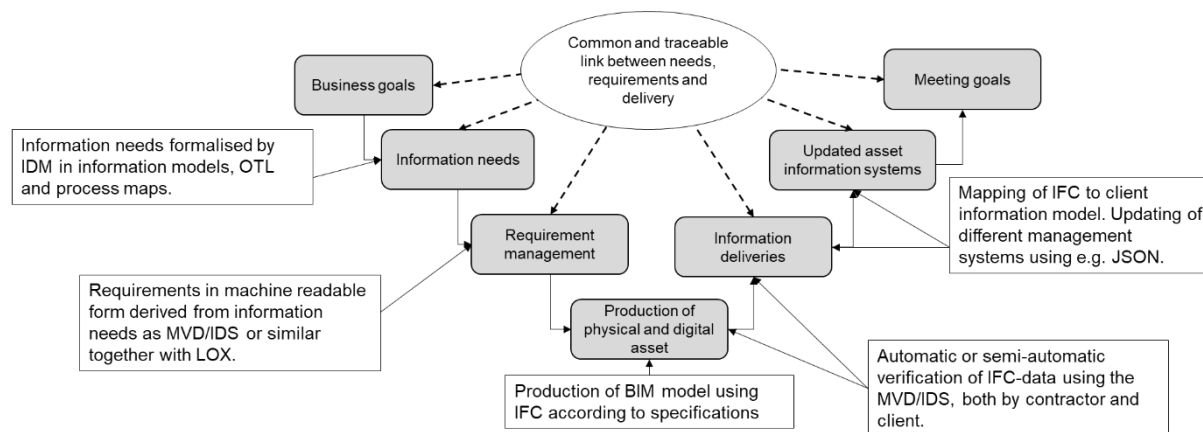 Common and traceable
link between needs,
requirements and
delivery
Business goals
Meeting goals
Information needs formalised by
IDM in information models, OTL
and process maps.
Information needs
Updated asset
information systems
Mapping of IFC to client
information model. Updating of
different management
systems using e.g. JSON.
Requirement
management
Information
deliveries
Requirements in machine readable
form derived from information
needs as MVD/IDS or similar
together with LOX.
Production of
physical and digital
asset
Automatic or semi-automatic
verification of IFC-data using the
MVD/IDS, both by contractor and
client.
Production of BIM model using
IFC according to specifications